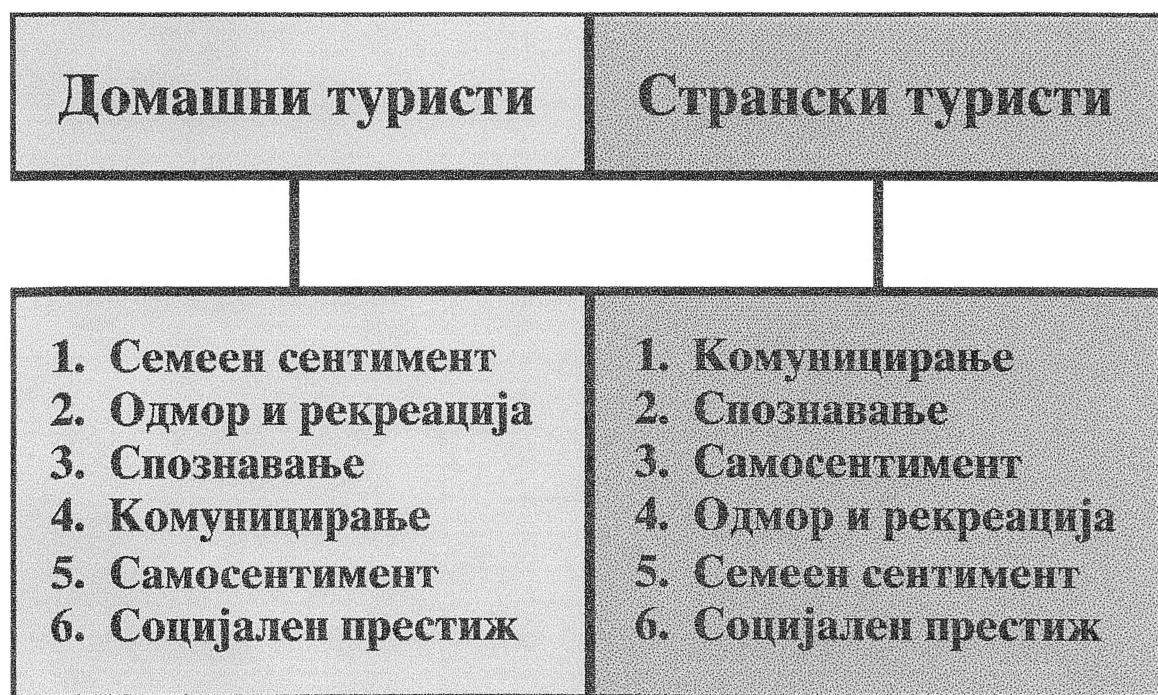 Домашни туристи
Странски туристи
1. Семеен сентимент
2. Одмор и рекреација
3. Спознавање
4. Комуницирање
5. Самосентимент
6. Социјален престиж
1. Комуницирање
2. Спознавање
3. Самосентимент
4. Одмор и рекреација
5. Семеен сентимент
6. Социјален престиж